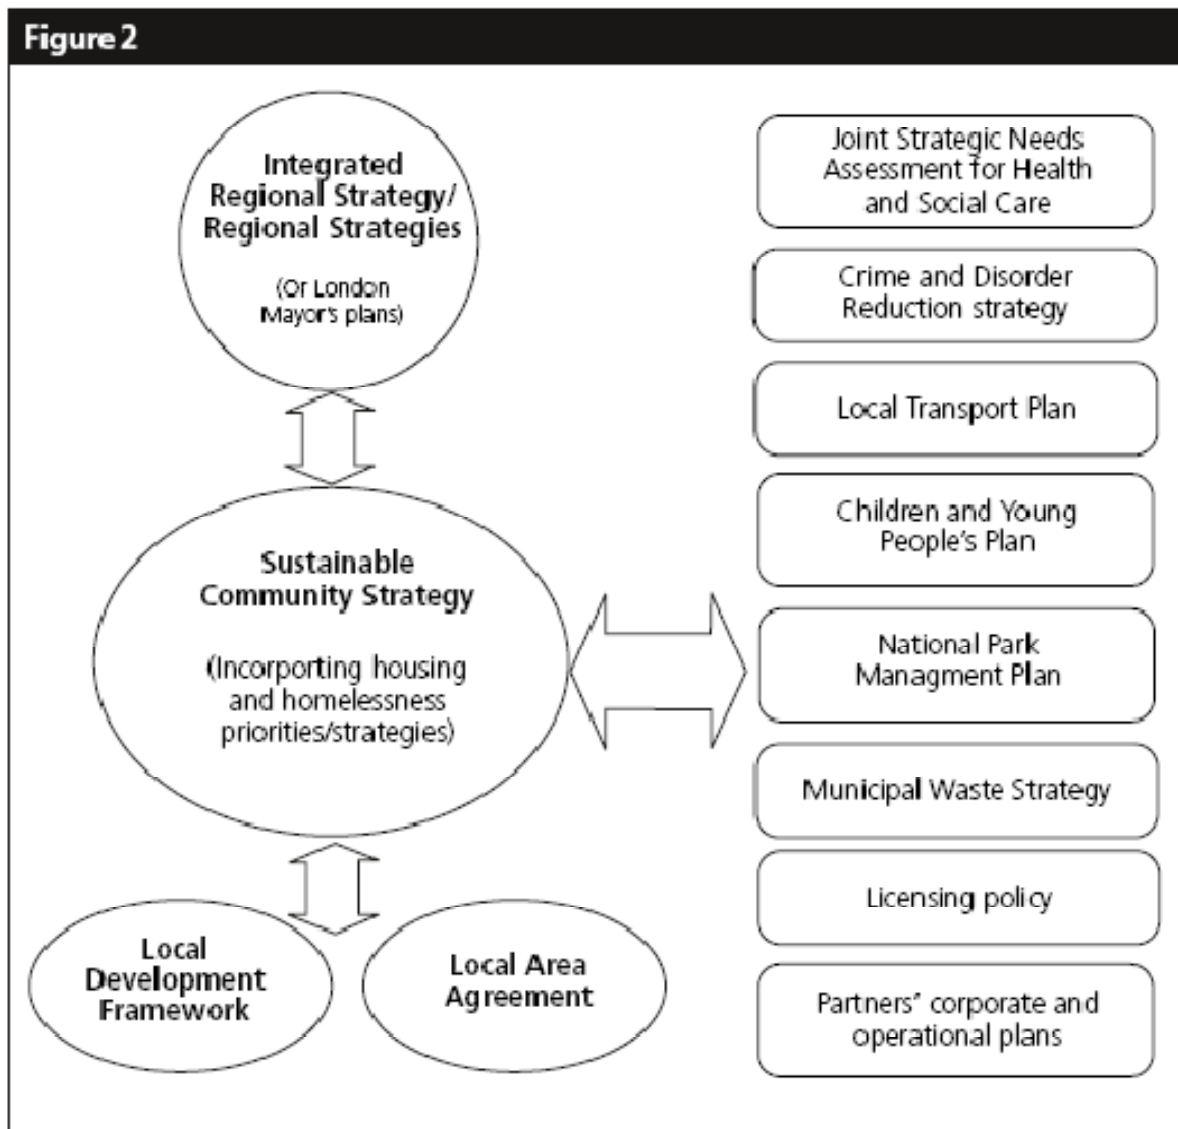 Figure 2
Integrated
Regional Strategy/
Regional Strategies
(Or London
Mayor's plans)
Sustainable
Community Strategy
(Incorporting housing
and homelessness
priorities/strategies)
Local
Development
Framework
Local Area
Agreement
Joint Strategic Needs
Assessment for Health
and Social Care
Crime and Disorder
Reduction strategy
Local Transport Plan
Children and Young
People's Plan
National Park
Managment Plan
Municipal Waste Strategy
Licensing policy
Partners' corporate and
operational plans